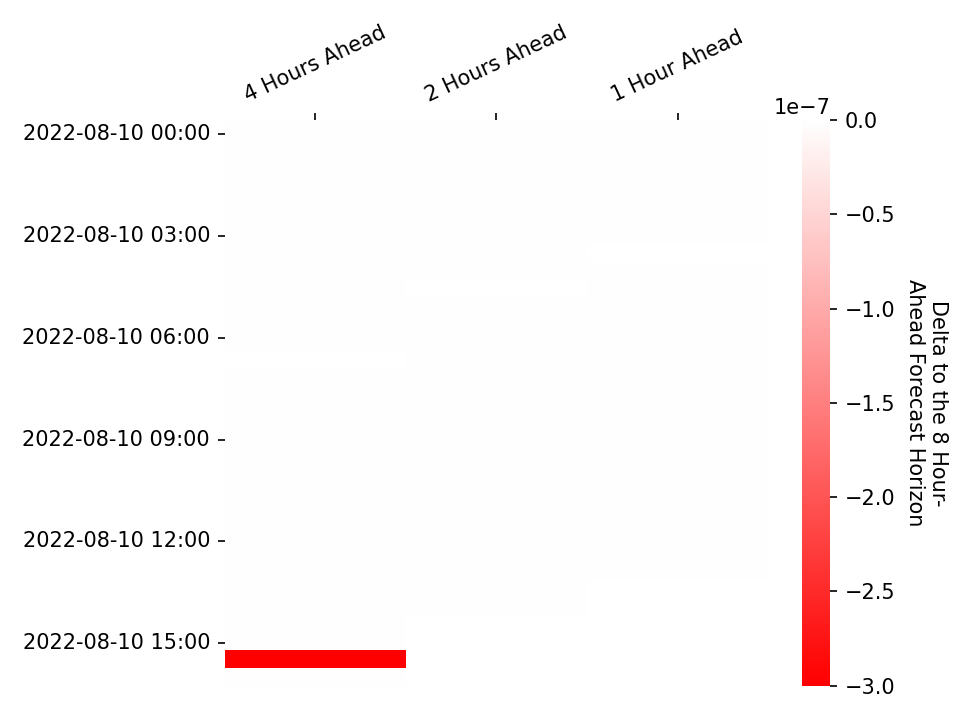 4 Hours Ahead
2 Hours Ahead
1 Hour Ahead
1e−7
2022-08-10 00:00
2022-08-10 03:00
2022-08-10 06:00
2022-08-10 09:00
2022-08-10 12:00
2022-08-10 15:00
0.0
−0.5
−1.0
−1.5
−2.0
−2.5
−3.0
Delta to the 8 Hour-
Ahead Forecast Horizon